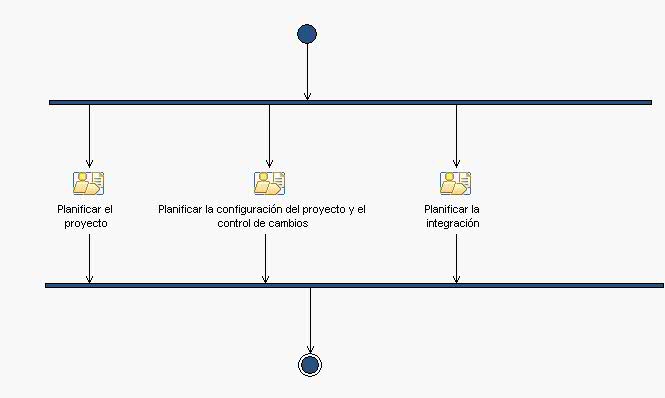 Planificar el
proyecto
Planificar la configuración del proyecto y el
control de cambios
Planificar la
integración